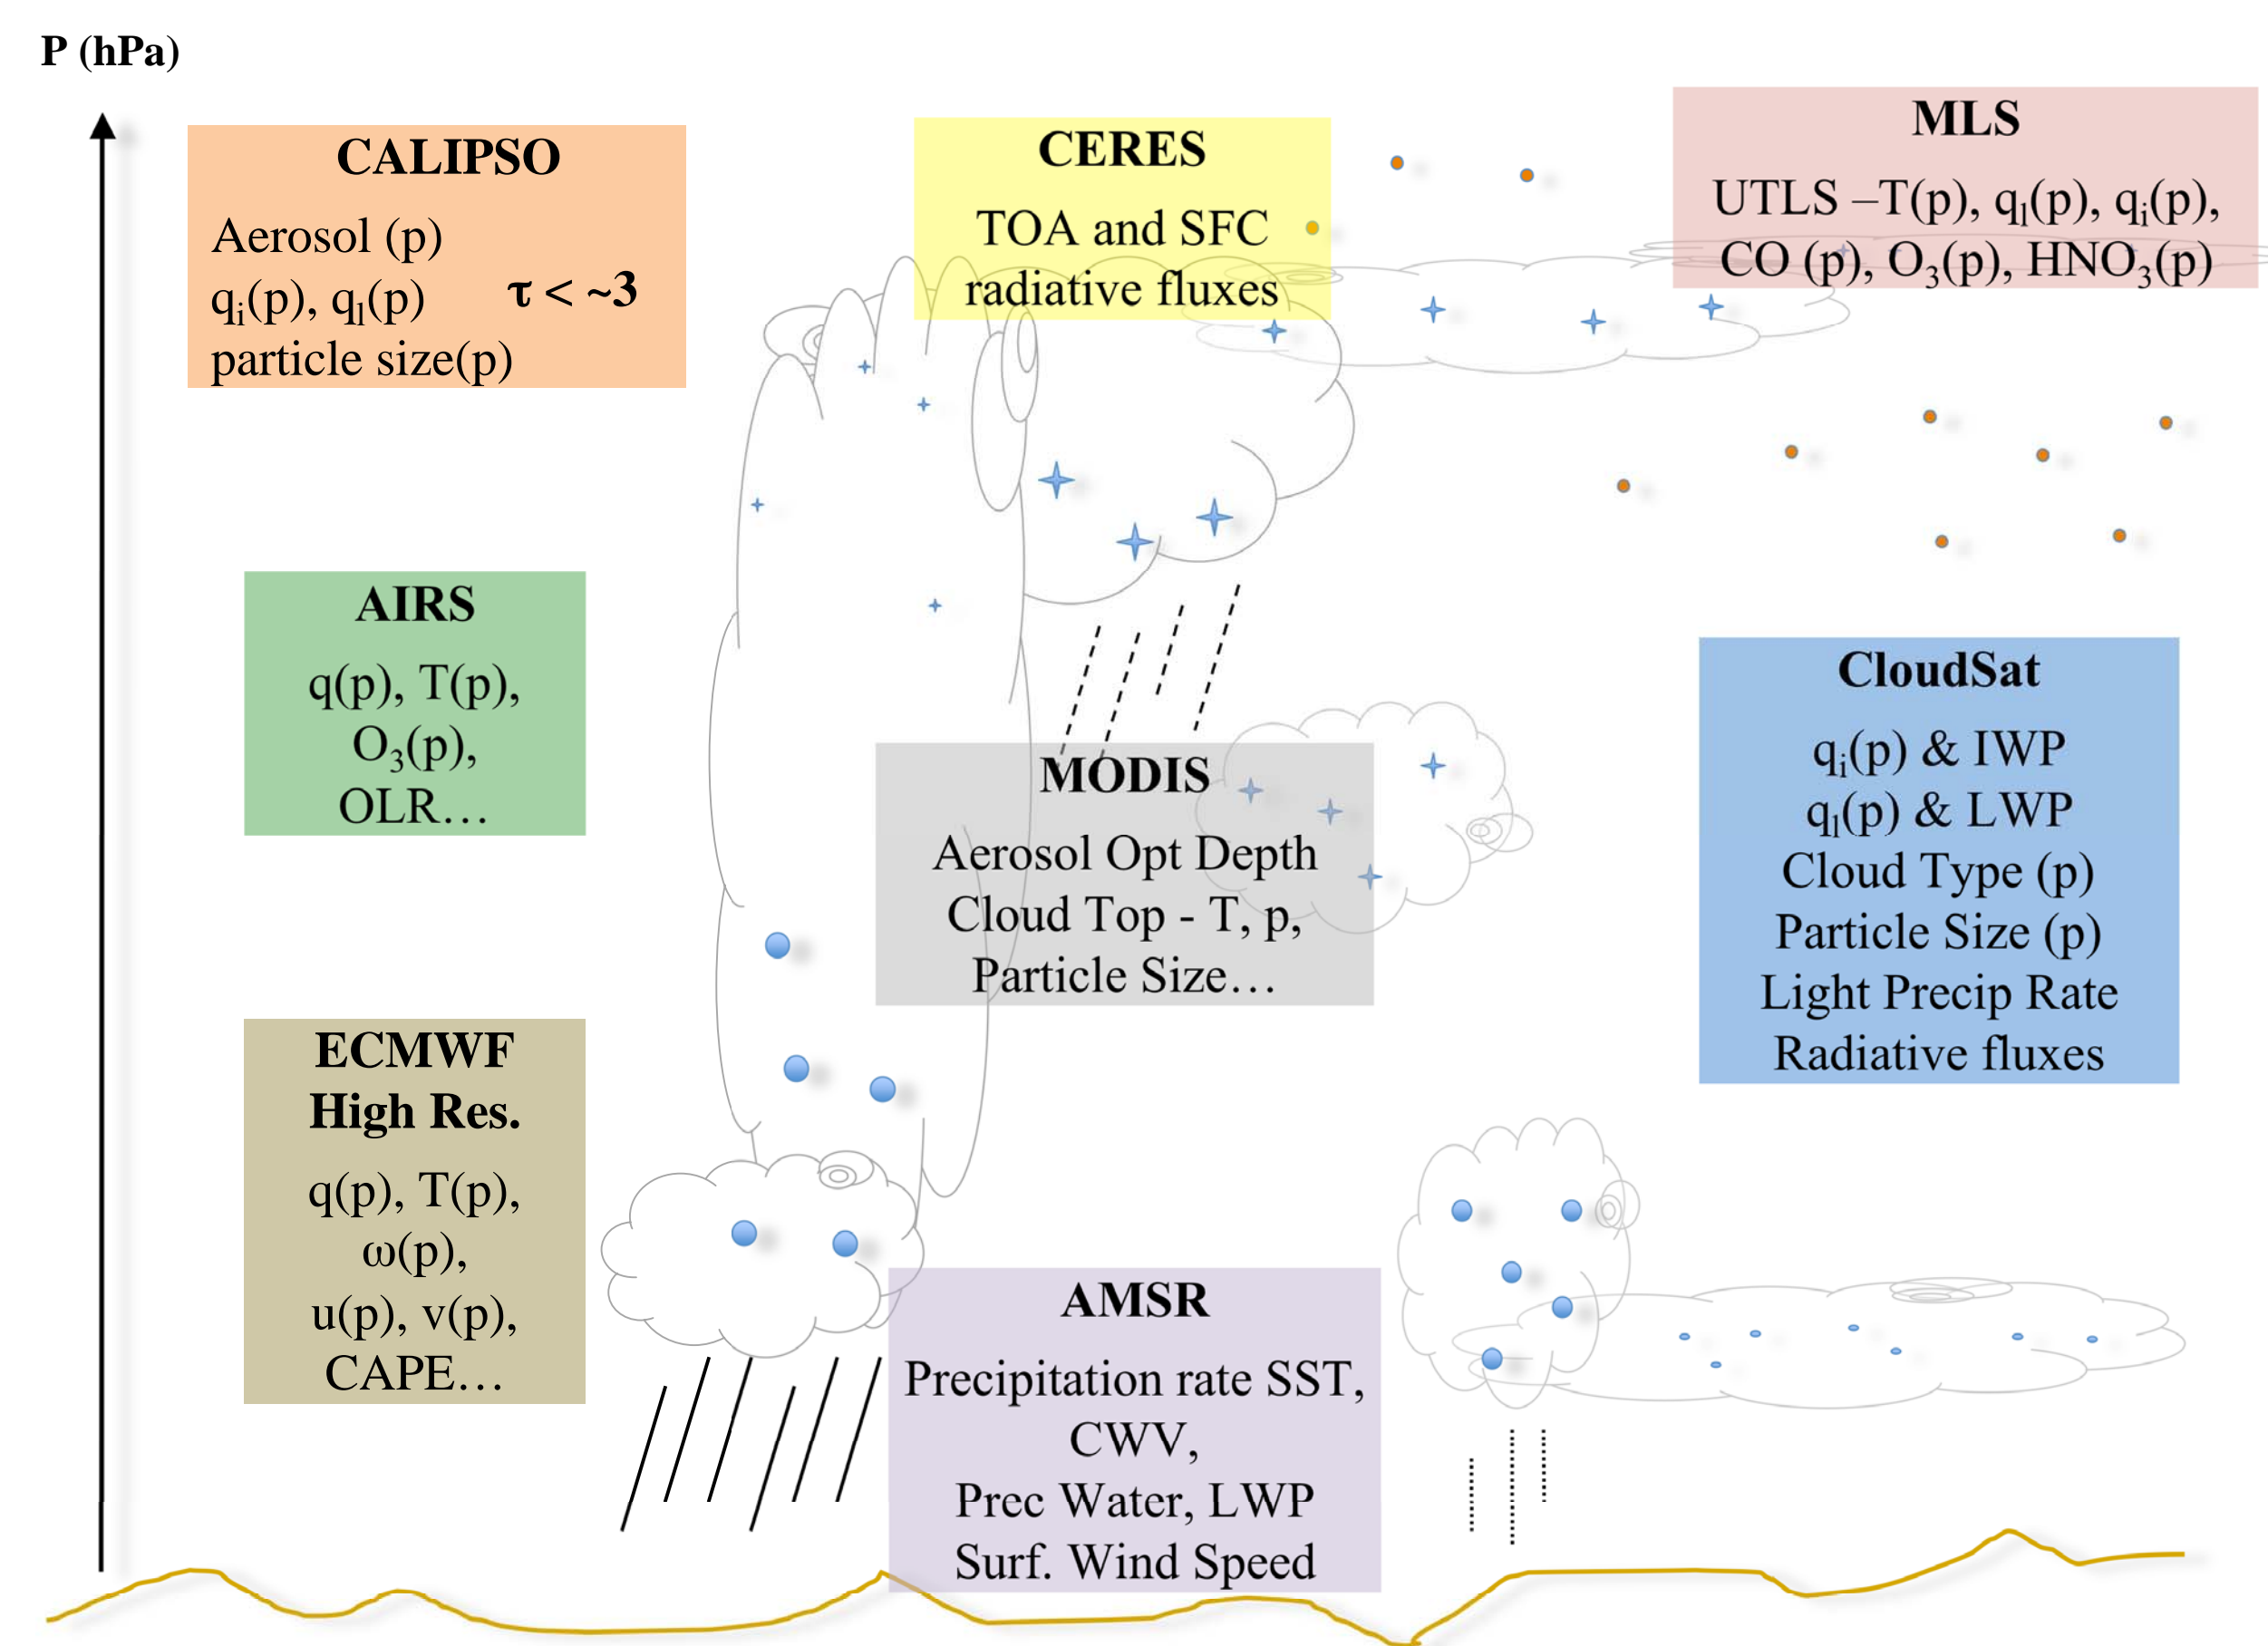 P (hPa)
CALIPSO
Aerosol (p)
qᵢ(p), qₗ(p) τ < ~3
particle size(p)
CERES
TOA and SFC
radiative fluxes
MLS
UTLS –T(p), qₗ(p), qᵢ(p),
CO (p), O₃(p), HNO₃(p)
AIRS
q(p), T(p),
O₃(p),
OLR…
MODIS
Aerosol Opt Depth
Cloud Top - T, p,
Particle Size…
CloudSat
qᵢ(p) & IWP
qₗ(p) & LWP
Cloud Type (p)
Particle Size (p)
Light Precip Rate
Radiative fluxes
ECMWF
High Res.
q(p), T(p),
ω(p),
u(p), v(p),
CAPE…
AMSR
Precipitation rate SST,
CWV,
Prec Water, LWP
Surf. Wind Speed